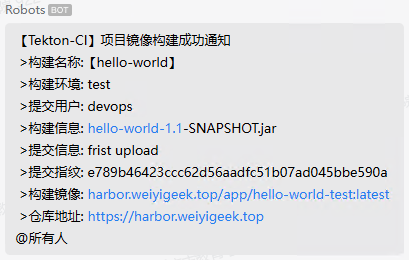 Robots BOT
【Tekton-CI】项目镜像构建成功通知
>构建名称:【hello-world】
>构建环境: test
>提交用户: devops
>构建信息: hello-world-1.1-SNAPSHOT.jar
>提交信息: frist upload
>提交指纹: e789b46423ccc62d56aadfc51b07ad045bbe590a
>构建镜像: harbor.weiyigeek.top/app/hello-world-test:latest
>仓库地址: https://harbor.weiyigeek.top
@所有人